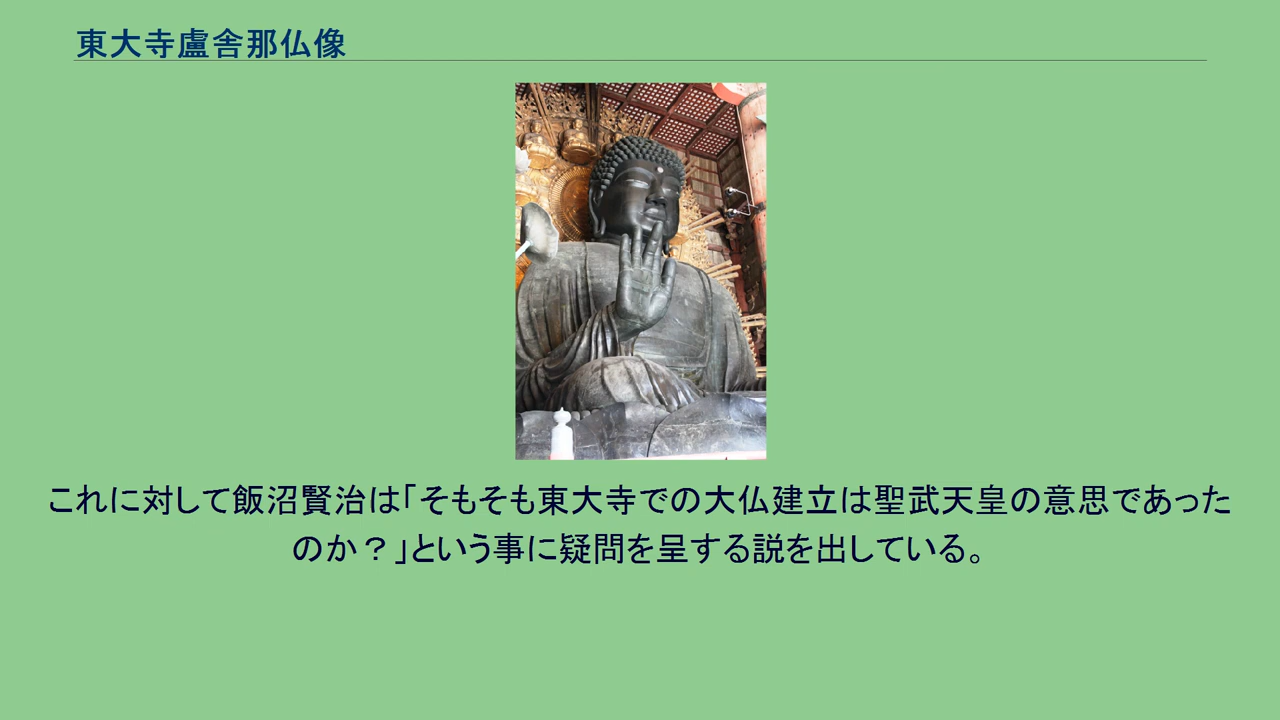 東大寺盧舎那仏像
これに対して飯沼賢治は「そもそも東大寺での大仏建立は聖武天皇の意思であった
のか？」という事に疑問を呈する説を出している。